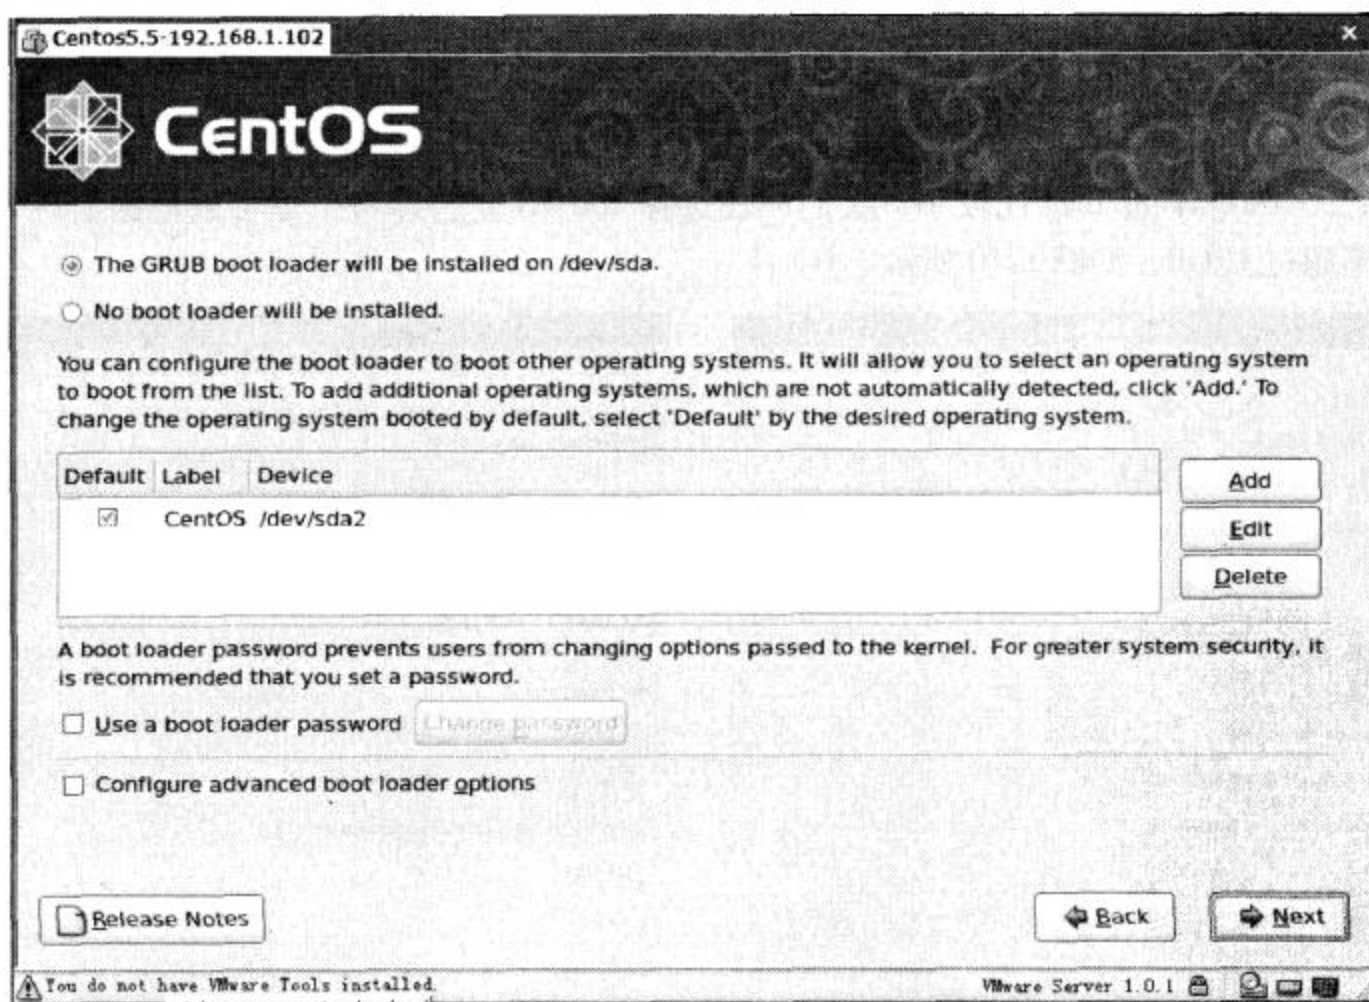 Centos5.5-192.168.1.102
CentOS
The GRUB boot loader will be installed on /dev/sda.
No boot loader will be installed.
You can configure the boot loader to boot other operating systems. It will allow you to select an operating system
to boot from the list. To add additional operating systems, which are not automatically detected, click 'Add.' To
change the operating system booted by default, select 'Default' by the desired operating system.
Default Label Device
CentOS /dev/sda2
Add
Edit
Delete
A boot loader password prevents users from changing options passed to the kernel. For greater system security, it
is recommended that you set a password.
Use a boot loader password Change password
Configure advanced boot loader options
Release Notes
Back
Next
You do not have VMware Tools installed.
VMware Server 1.0.1